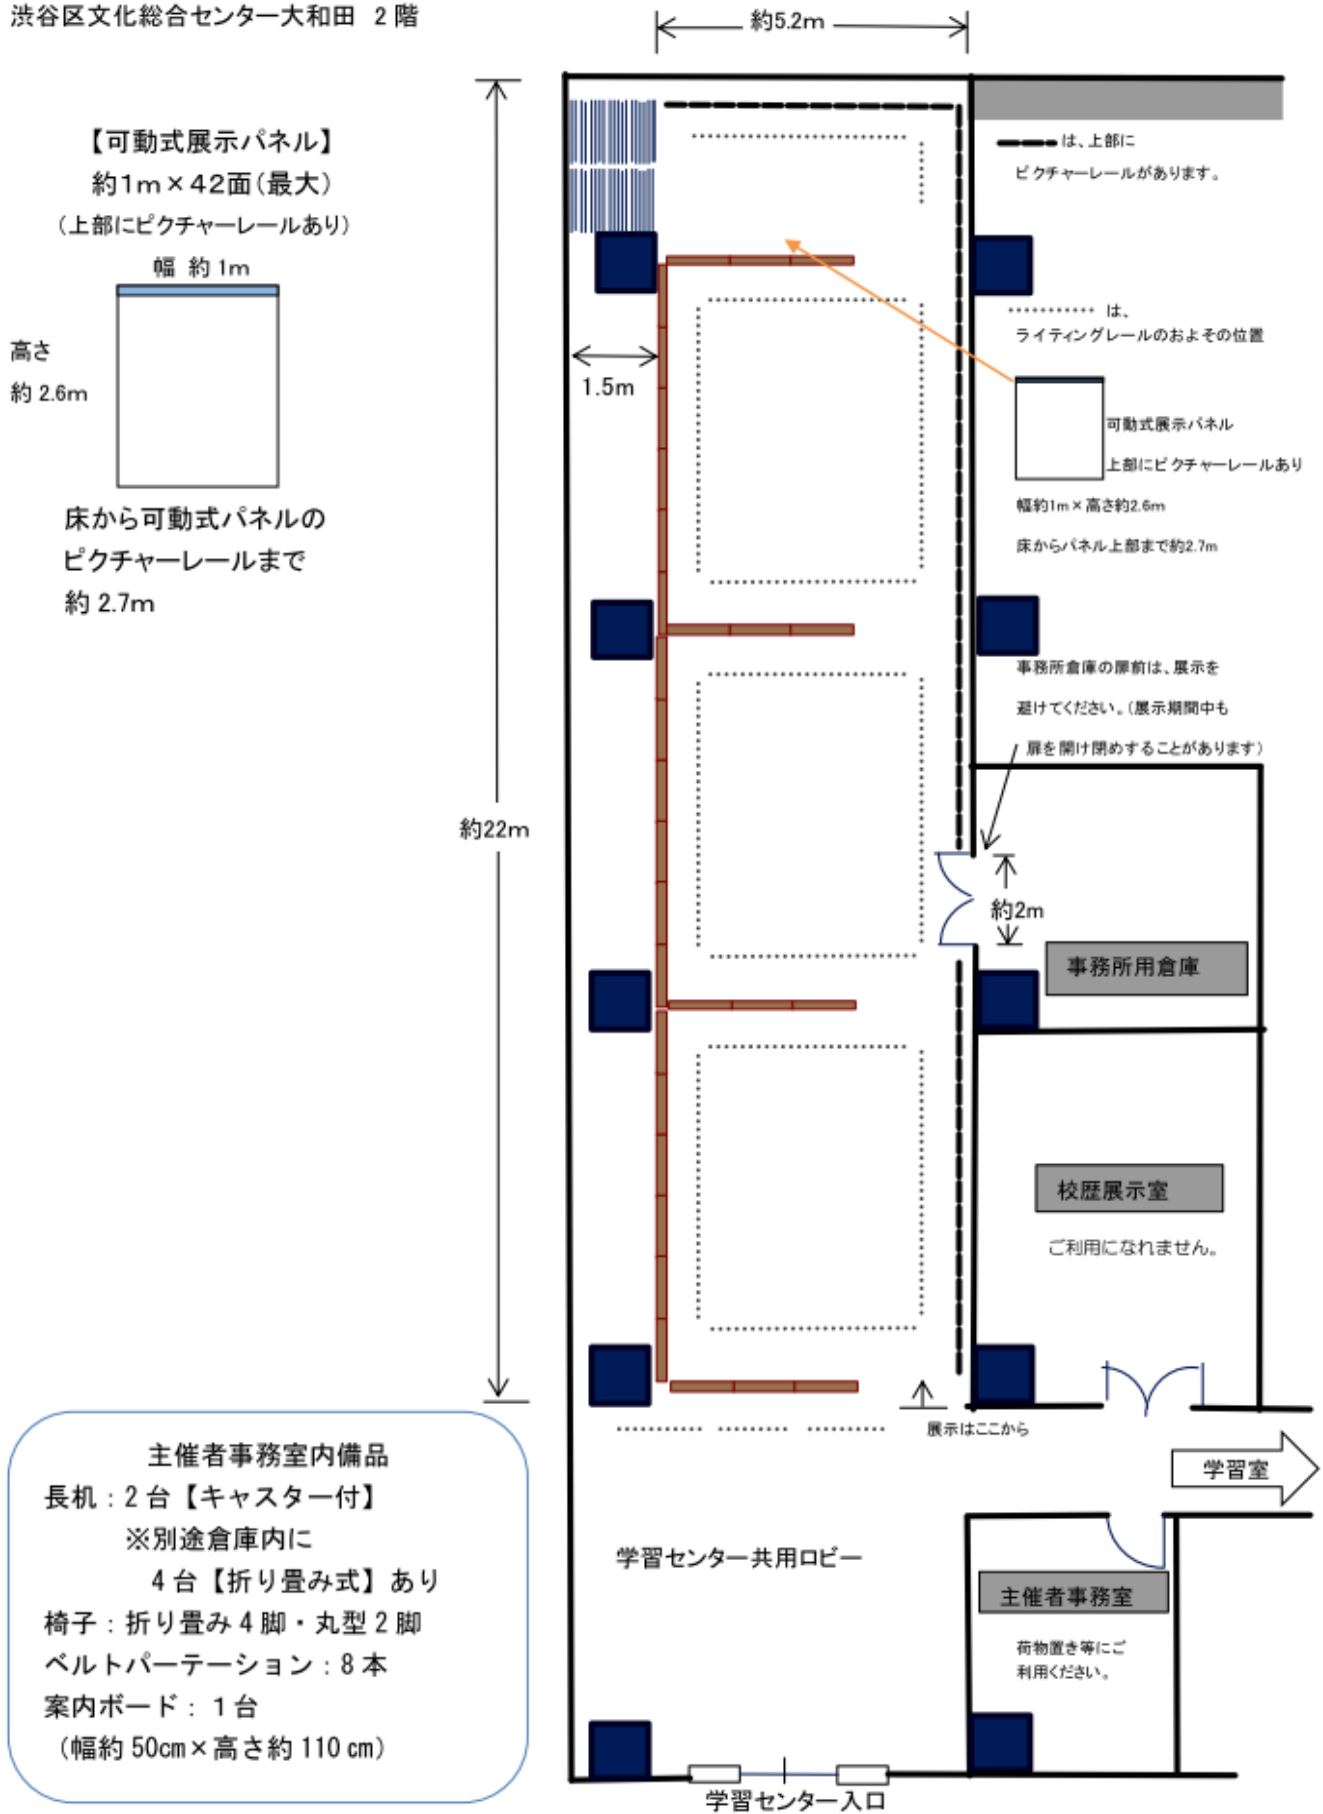 渋谷区文化総合センター大和田 2階
約5.2m
【可動式展示パネル】
約1m×42面(最大)
(上部にピクチャーレールあり)
幅 約1m
高さ
約 2.6m
床から可動式パネルの
ピクチャーレールまで
約 2.7m
は、上部に
ピクチャーレールがあります。
は、
ライティングレールのおよその位置
1.5m
可動式展示パネル
上部にピクチャーレールあり
幅約1m×高さ約2.6m
床からパネル上部まで約2.7m
事務所倉庫の扉前は、展示を
避けてください。(展示期間中も
扉を開け閉めすることがあります)
約22m
約2m
事務所用倉庫
校歴展示室
ご利用になれません。
展示はここから
学習室
主催者事務室内備品
長机：2台【キャスター付】
※別途倉庫内に
4台【折り畳み式】あり
椅子：折り畳み4脚・丸型2脚
ベルトパーテーション：8本
案内ボード：1台
(幅約50cm×高さ約110cm)
学習センター共用ロビー
主催者事務室
荷物置き等にご
利用ください。
学習センター入口